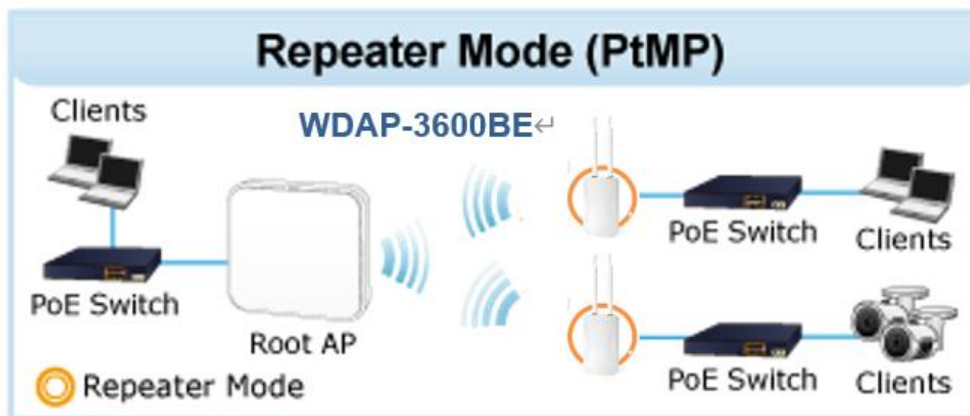 Repeater Mode (PtMP)
Clients
WDAP-3600BE↵
PoE Switch
Root AP
PoE Switch
Clients
PoE Switch
Clients
Repeater Mode